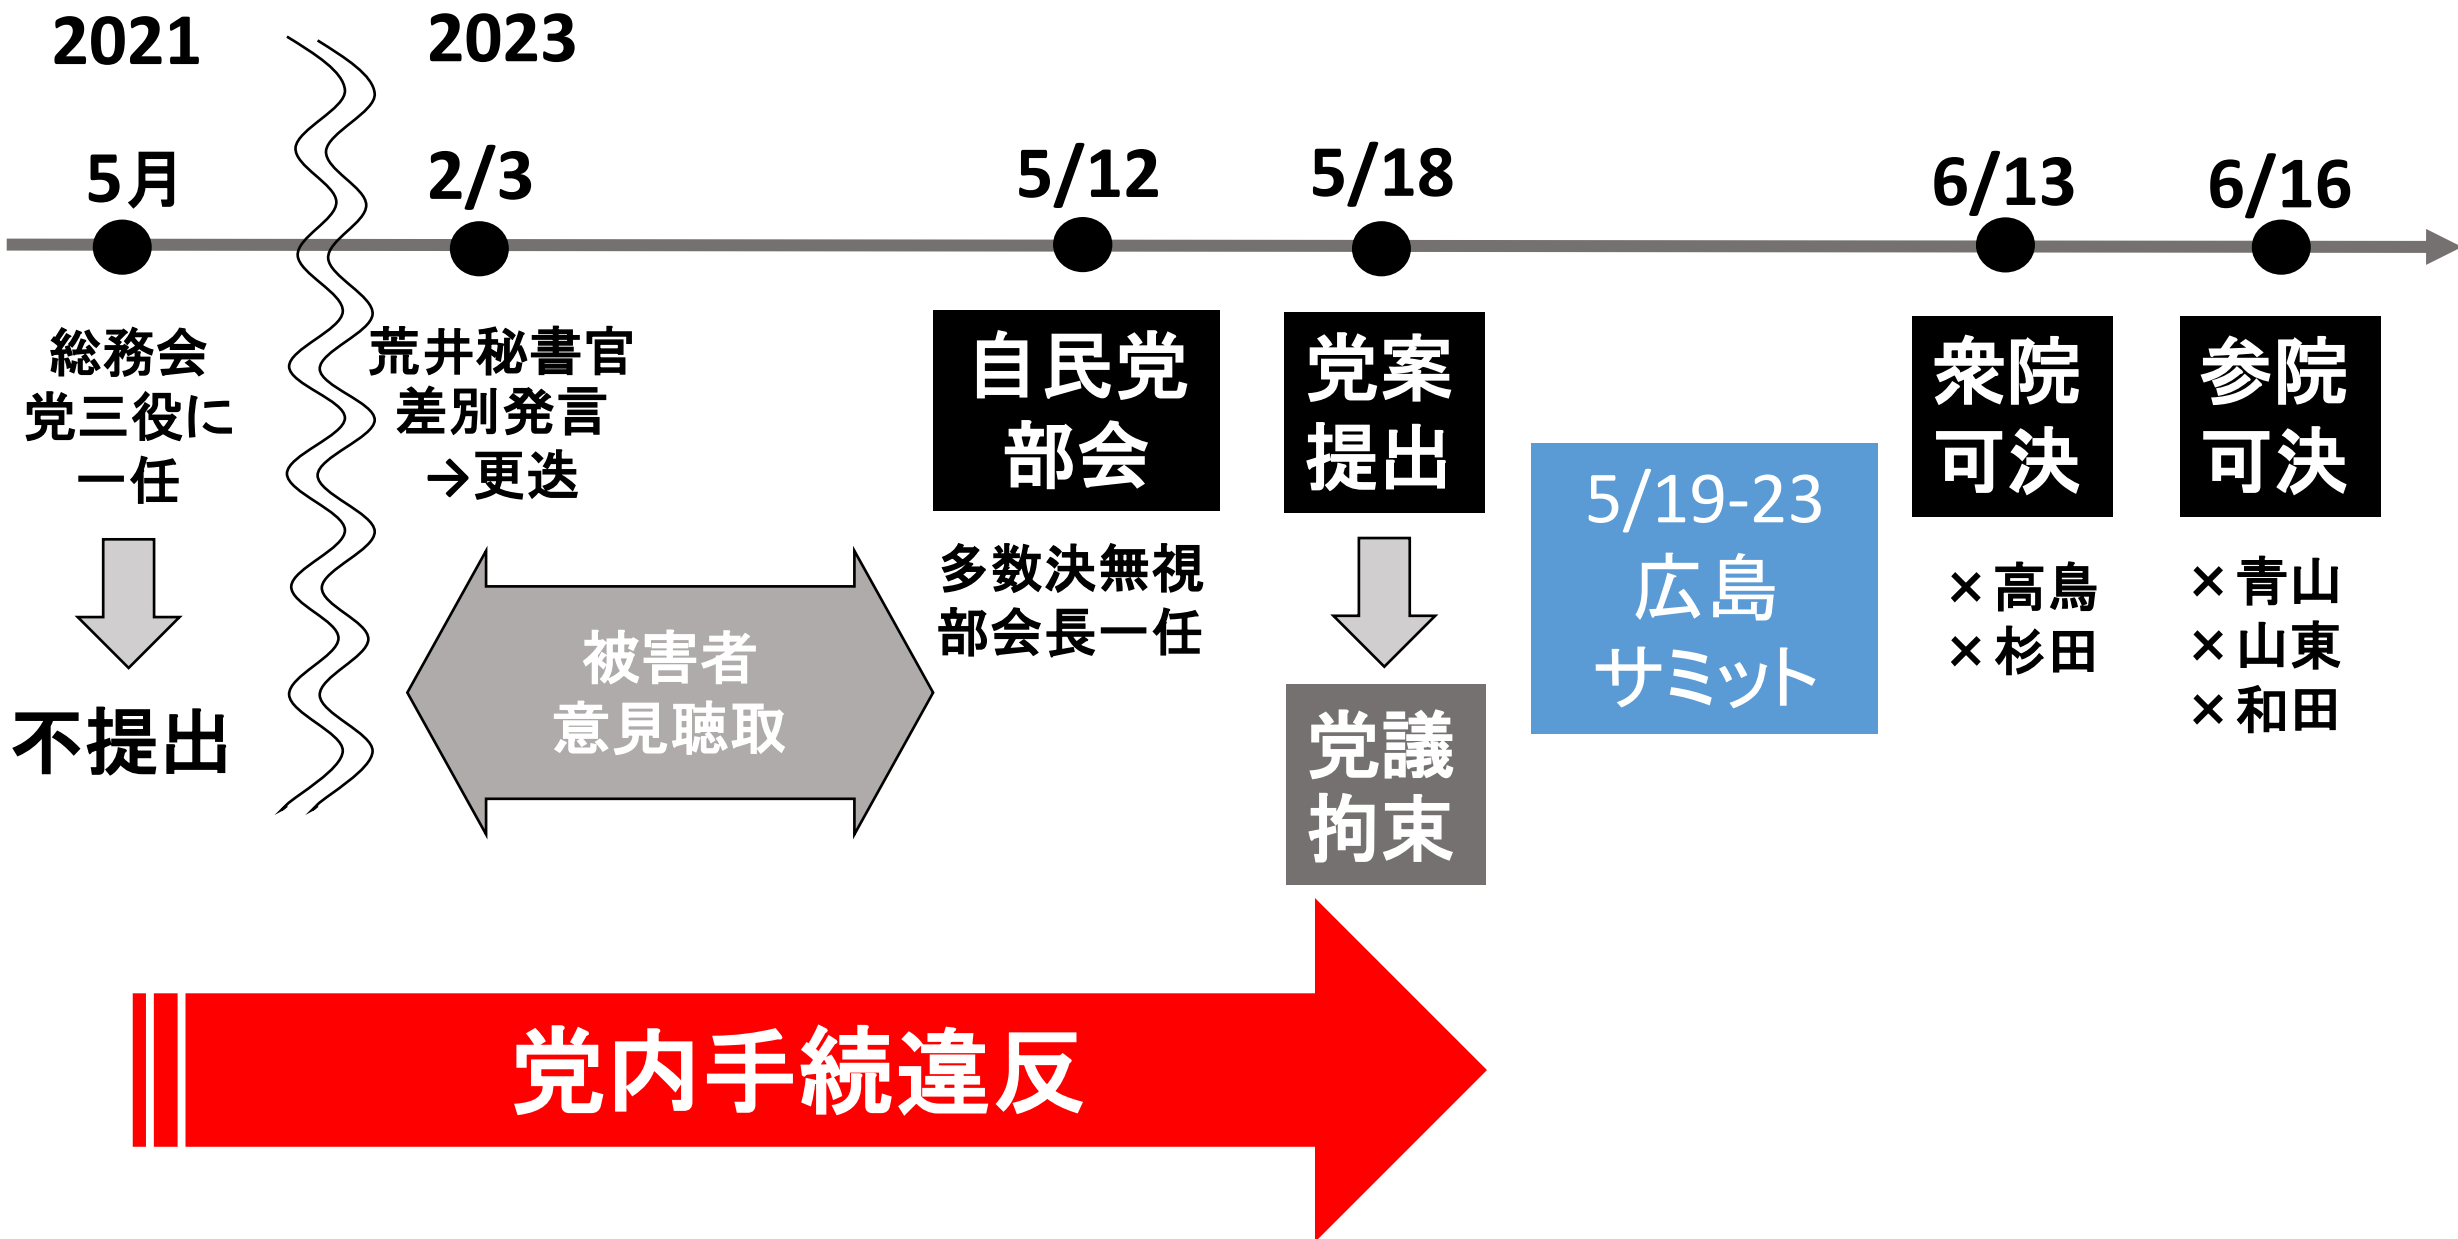 2021
2023
5月
2/3
5/12
5/18
6/13
6/16
総務会
党三役に
一任
不提出
荒井秘書官
差別発言
→更迭
被害者
意見聴取
自民党
部会
多数決無視
部会長一任
党案
提出
党議
拘束
5/19-23
広島
サミット
衆院
可決
×高鳥
×杉田
参院
可決
×青山
×山東
×和田
党内手続違反